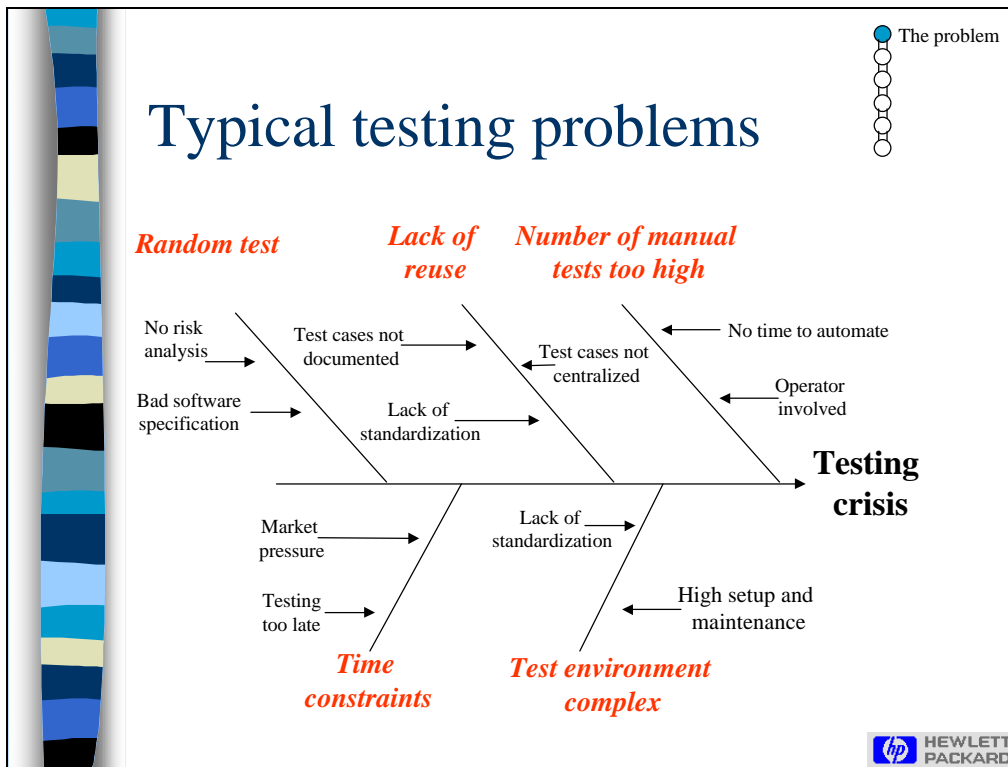 The problem
Typical testing problems
Random test
Lack of
reuse
Number of manual
tests too high
No risk
analysis
Bad software
specification
Test cases not
documented
Lack of
standardization
Test cases not
centralized
No time to automate
Operator
involved
Testing
crisis
Market
pressure
Testing
too late
Lack of
standardization
High setup and
maintenance
Time
constraints
Test environment
complex
hp
HEWLETT
PACKARD